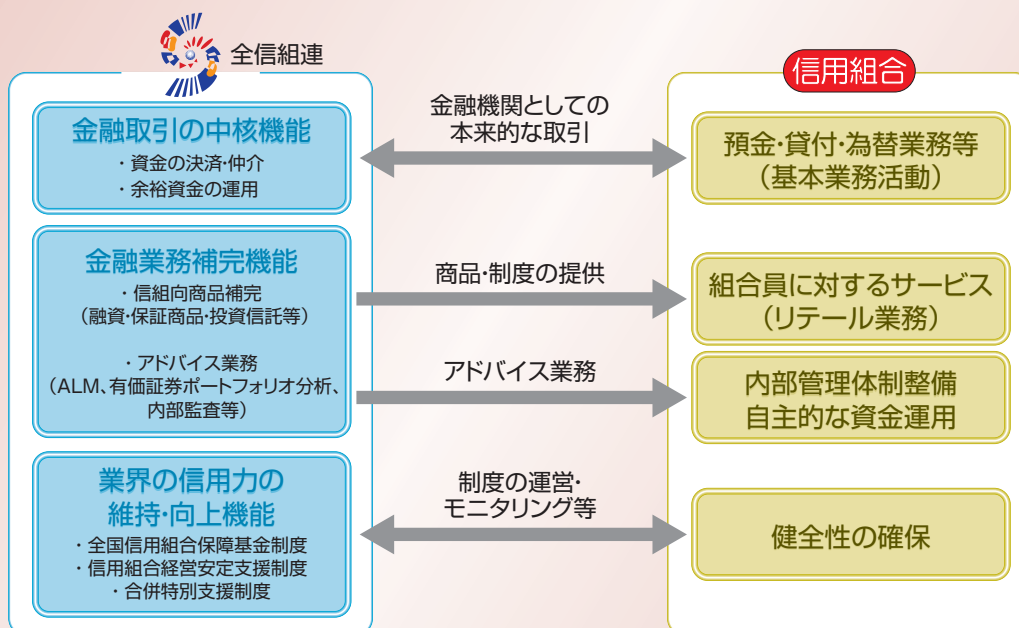 全信組連
信用組合
金融取引の中核機能
・資金の決済・仲介
・余裕資金の運用
金融機関としての
本来的な取引
預金・貸付・為替業務等
（基本業務活動）
金融業務補完機能
・信組向商品補完
（融資・保証商品・投資信託等）
・アドバイス業務
（ALM、有価証券ポートフォリオ分析、
内部監査等）
商品・制度の提供
組合員に対するサービス
（リテール業務）
アドバイス業務
内部管理体制整備
自主的な資金運用
業界の信用力の
維持・向上機能
・全国信用組合保障基金制度
・信用組合経営安定支援制度
・合併特別支援制度
制度の運営・
モニタリング等
健全性の確保